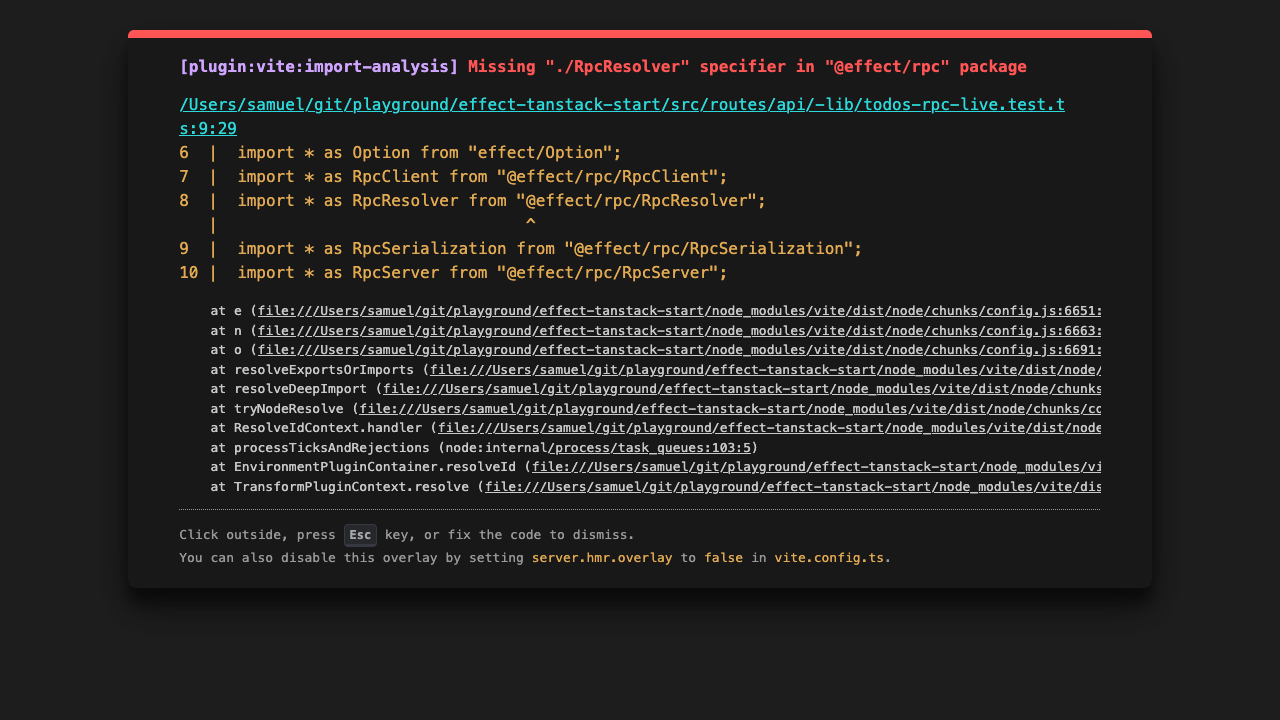 [plugin:vite:import-analysis] Missing "./RpcResolver" specifier in "@effect/rpc" package
/Users/samuel/git/playground/effect-tanstack-start/src/routes/api/-lib/todos-rpc-live.test.t
s:9:29
6  |  import * as Option from "effect/Option";
7  |  import * as RpcClient from "@effect/rpc/RpcClient";
8  |  import * as RpcResolver from "@effect/rpc/RpcResolver";
   |                                ^
9  |  import * as RpcSerialization from "@effect/rpc/RpcSerialization";
10 |  import * as RpcServer from "@effect/rpc/RpcServer";
at e (file:///Users/samuel/git/playground/effect-tanstack-start/node_modules/vite/dist/node/chunks/config.js:6651:
at n (file:///Users/samuel/git/playground/effect-tanstack-start/node_modules/vite/dist/node/chunks/config.js:6663:
at o (file:///Users/samuel/git/playground/effect-tanstack-start/node_modules/vite/dist/node/chunks/config.js:6691:
at resolveExportsOrImports (file:///Users/samuel/git/playground/effect-tanstack-start/node_modules/vite/dist/node/
at resolveDeepImport (file:///Users/samuel/git/playground/effect-tanstack-start/node_modules/vite/dist/node/chunks
at tryNodeResolve (file:///Users/samuel/git/playground/effect-tanstack-start/node_modules/vite/dist/node/chunks/co
at ResolveIdContext.handler (file:///Users/samuel/git/playground/effect-tanstack-start/node_modules/vite/dist/node
at processTicksAndRejections (node:internal/process/task_queues:103:5)
at EnvironmentPluginContainer.resolveId (file:///Users/samuel/git/playground/effect-tanstack-start/node_modules/vi
at TransformPluginContext.resolve (file:///Users/samuel/git/playground/effect-tanstack-start/node_modules/vite/dis
Click outside, press Esc key, or fix the code to dismiss.
You can also disable this overlay by setting server.hmr.overlay to false in vite.config.ts.